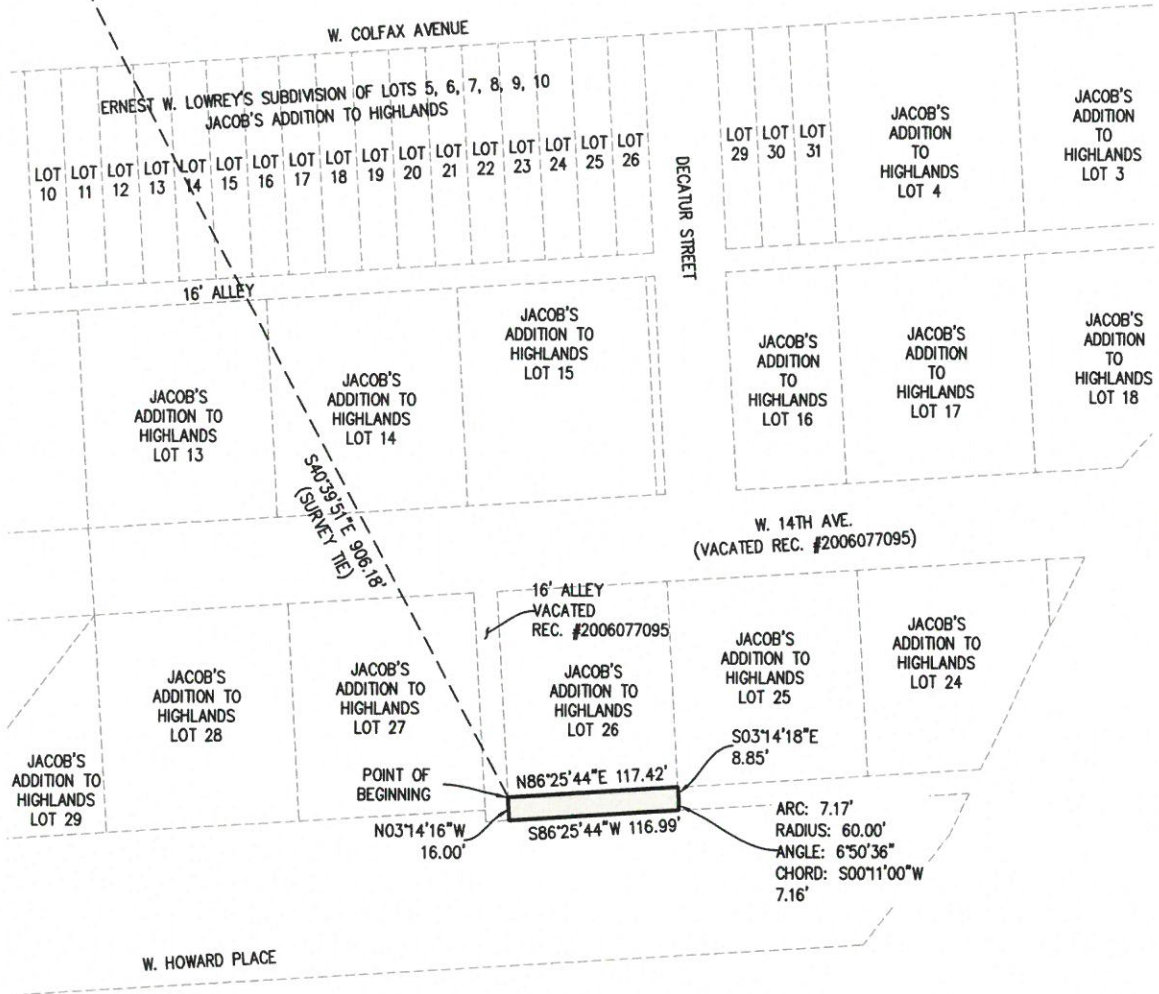 W. COLFAX AVENUE
ERNEST W. LOWREY'S SUBDIVISION OF LOTS 5, 6, 7, 8, 9, 10
JACOB'S ADDITION TO HIGHLANDS
LOT
10
LOT
11
LOT
12
LOT
13
LOT
14
LOT
15
LOT
16
LOT
17
LOT
18
LOT
19
LOT
20
LOT
21
LOT
22
LOT
23
LOT
24
LOT
25
LOT
26
DECATUR STREET
LOT
29
LOT
30
LOT
31
JACOB'S
ADDITION
TO
HIGHLANDS
LOT 4
JACOB'S
ADDITION
TO
HIGHLANDS
LOT 3
16' ALLEY
JACOB'S
ADDITION TO
HIGHLANDS
LOT 13
JACOB'S
ADDITION TO
HIGHLANDS
LOT 14
JACOB'S
ADDITION TO
HIGHLANDS
LOT 15
JACOB'S
ADDITION
TO
HIGHLANDS
LOT 16
JACOB'S
ADDITION
TO
HIGHLANDS
LOT 17
JACOB'S
ADDITION
TO
HIGHLANDS
LOT 18
S40°39'51"E 906.18'
(SURVEY TIE)
W. 14TH AVE.
(VACATED REC. #2006077095)
16' ALLEY
VACATED
REC. #2006077095
JACOB'S
ADDITION TO
HIGHLANDS
LOT 29
JACOB'S
ADDITION TO
HIGHLANDS
LOT 28
JACOB'S
ADDITION TO
HIGHLANDS
LOT 27
JACOB'S
ADDITION TO
HIGHLANDS
LOT 26
JACOB'S
ADDITION TO
HIGHLANDS
LOT 25
JACOB'S
ADDITION TO
HIGHLANDS
LOT 24
POINT OF
BEGINNING
N86°25'44"E 117.42'
S03°14'18"E
8.85'
N03°14'16"W
16.00'
S86°25'44"W 116.99'
ARC: 7.17'
RADIUS: 60.00'
ANGLE: 6°50'36"
CHORD: S00°11'00"W
7.16'
W. HOWARD PLACE